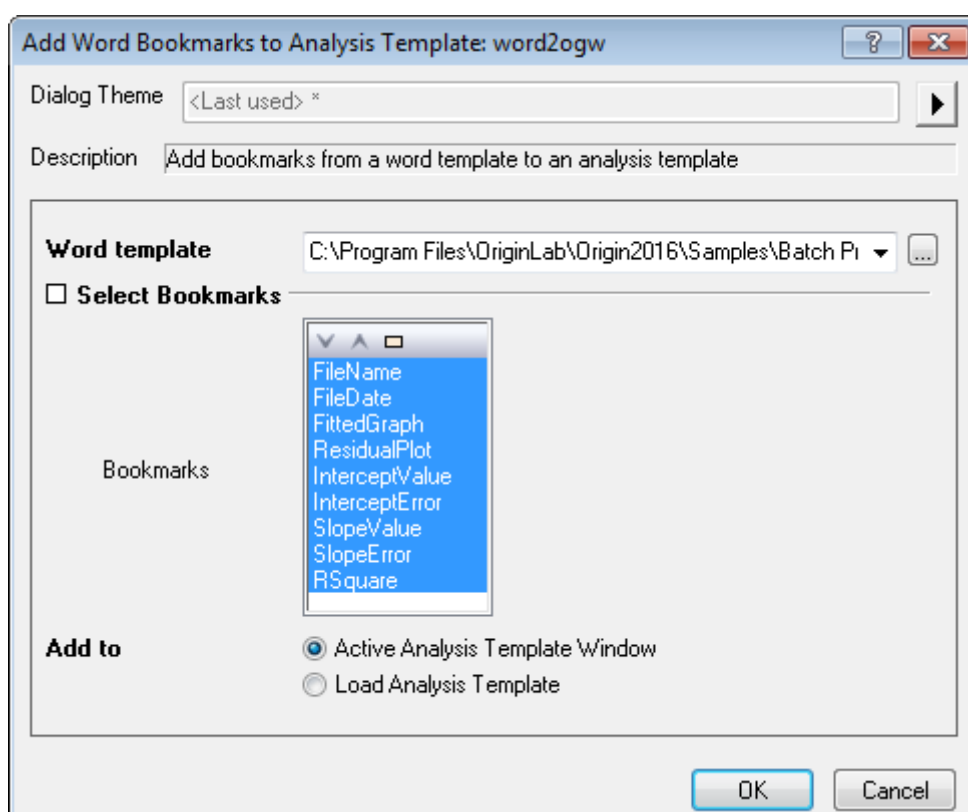 Add Word Bookmarks to Analysis Template: word2ogw
Dialog Theme <Last used> *
Description Add bookmarks from a word template to an analysis template
Word template C:\Program Files\OriginLab\Origin2016\Samples\Batch Pr ...
Select Bookmarks
FileName
FileDate
FittedGraph
ResidualPlot
Bookmarks InterceptValue
InterceptError
SlopeValue
SlopeError
RSquare
Add to Active Analysis Template Window
Load Analysis Template
OK Cancel